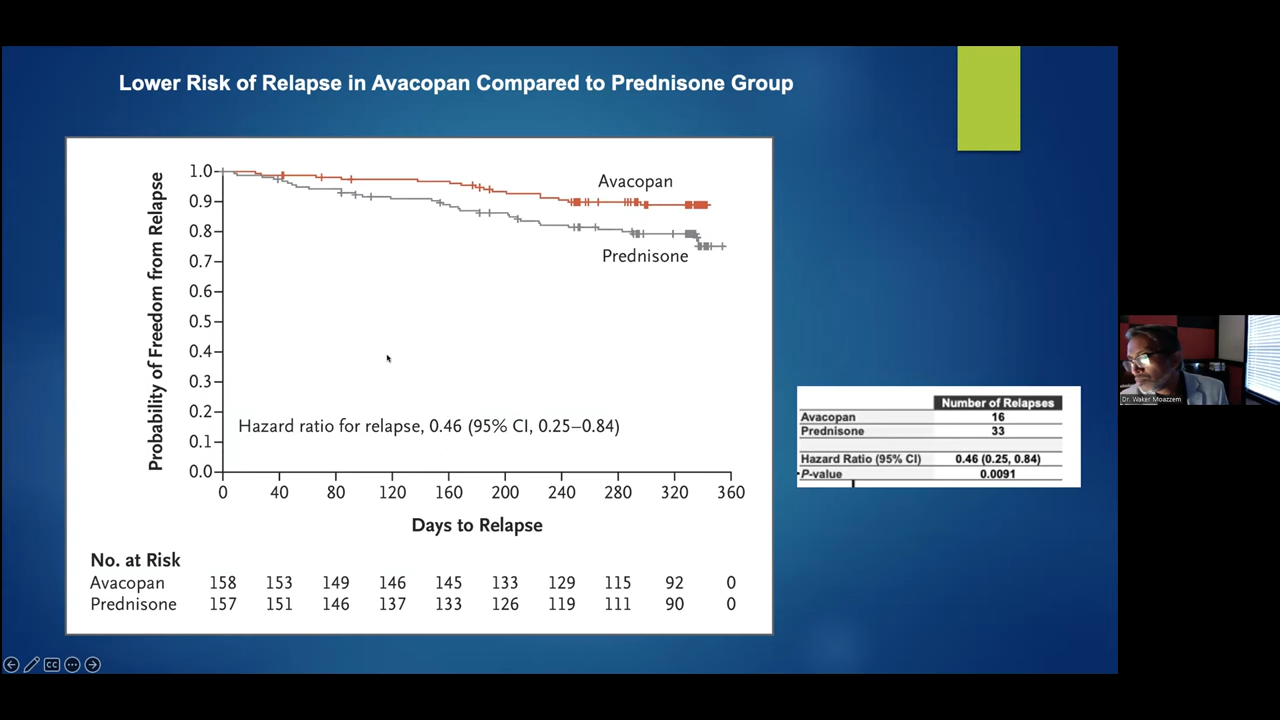 Lower Risk of Relapse in Avacopan Compared to Prednisone Group
Probability of Freedom from Relapse
1.0
0.9
0.8
0.7
0.6
0.5
0.4
0.3
0.2
0.1
0.0
Avacopan
Prednisone
Hazard ratio for relapse, 0.46 (95% CI, 0.25–0.84)
0 40 80 120 160 200 240 280 320 360
Days to Relapse
No. at Risk
Avacopan 158 153 149 146 145 133 129 115 92 0
Prednisone 157 151 146 137 133 126 119 111 90 0
Number of Relapses
Avacopan 16
Prednisone 33
Hazard Ratio (95% CI) 0.46 (0.25, 0.84)
P-value 0.0091
Dr. Waker Moazzem
CC